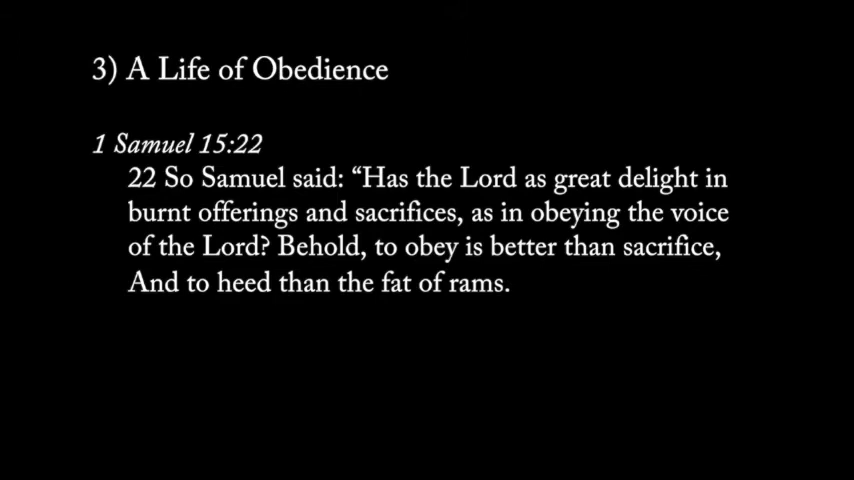 3) A Life of Obedience
1 Samuel 15:22
22 So Samuel said: “Has the Lord as great delight in
burnt offerings and sacrifices, as in obeying the voice
of the Lord? Behold, to obey is better than sacrifice,
And to heed than the fat of rams.